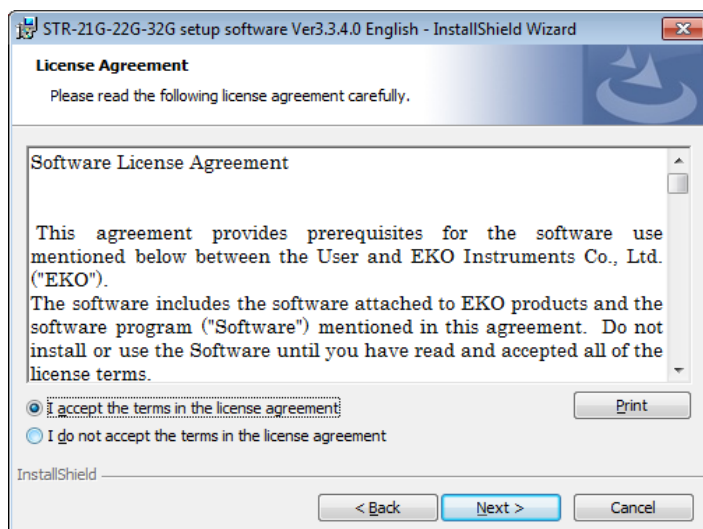 STR-21G-22G-32G setup software Ver3.3.4.0 English - InstallShield Wizard
License Agreement
Please read the following license agreement carefully.
Software License Agreement
This agreement provides prerequisites for the software use
mentioned below between the User and EKO Instruments Co., Ltd.
("EKO").
The software includes the software attached to EKO products and the
software program ("Software") mentioned in this agreement. Do not
install or use the Software until you have read and accepted all of the
license terms.
I accept the terms in the license agreement
Print
I do not accept the terms in the license agreement
InstallShield
< Back
Next >
Cancel